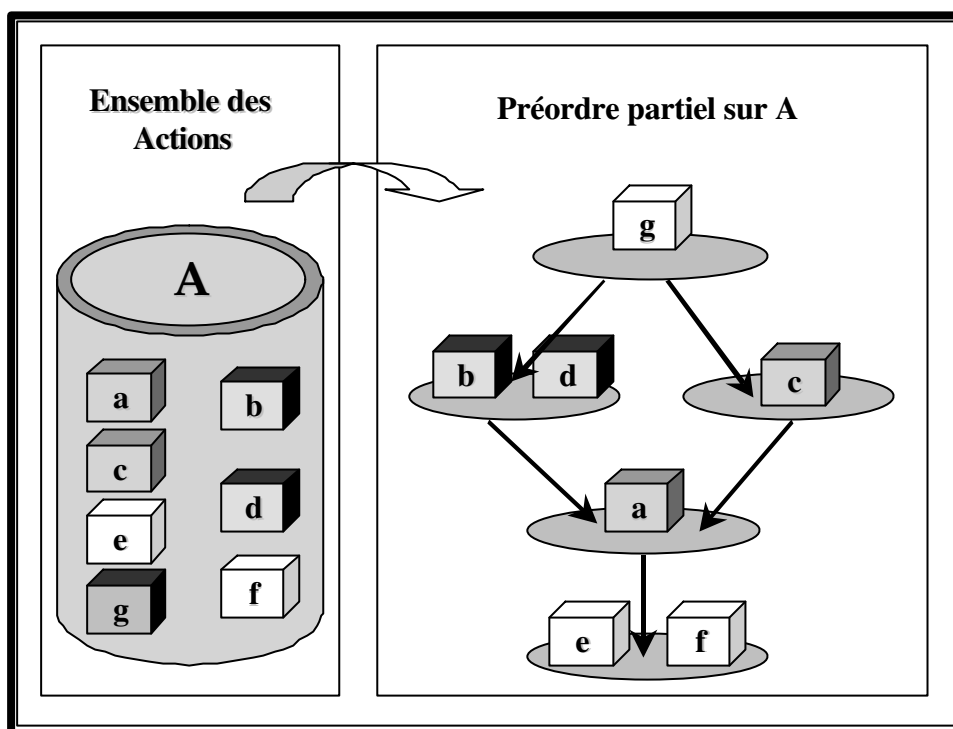 Ensemble des
Actions
A
a
b
c
d
e
f
g
Préordre partiel sur A
g
b d
c
a
e f